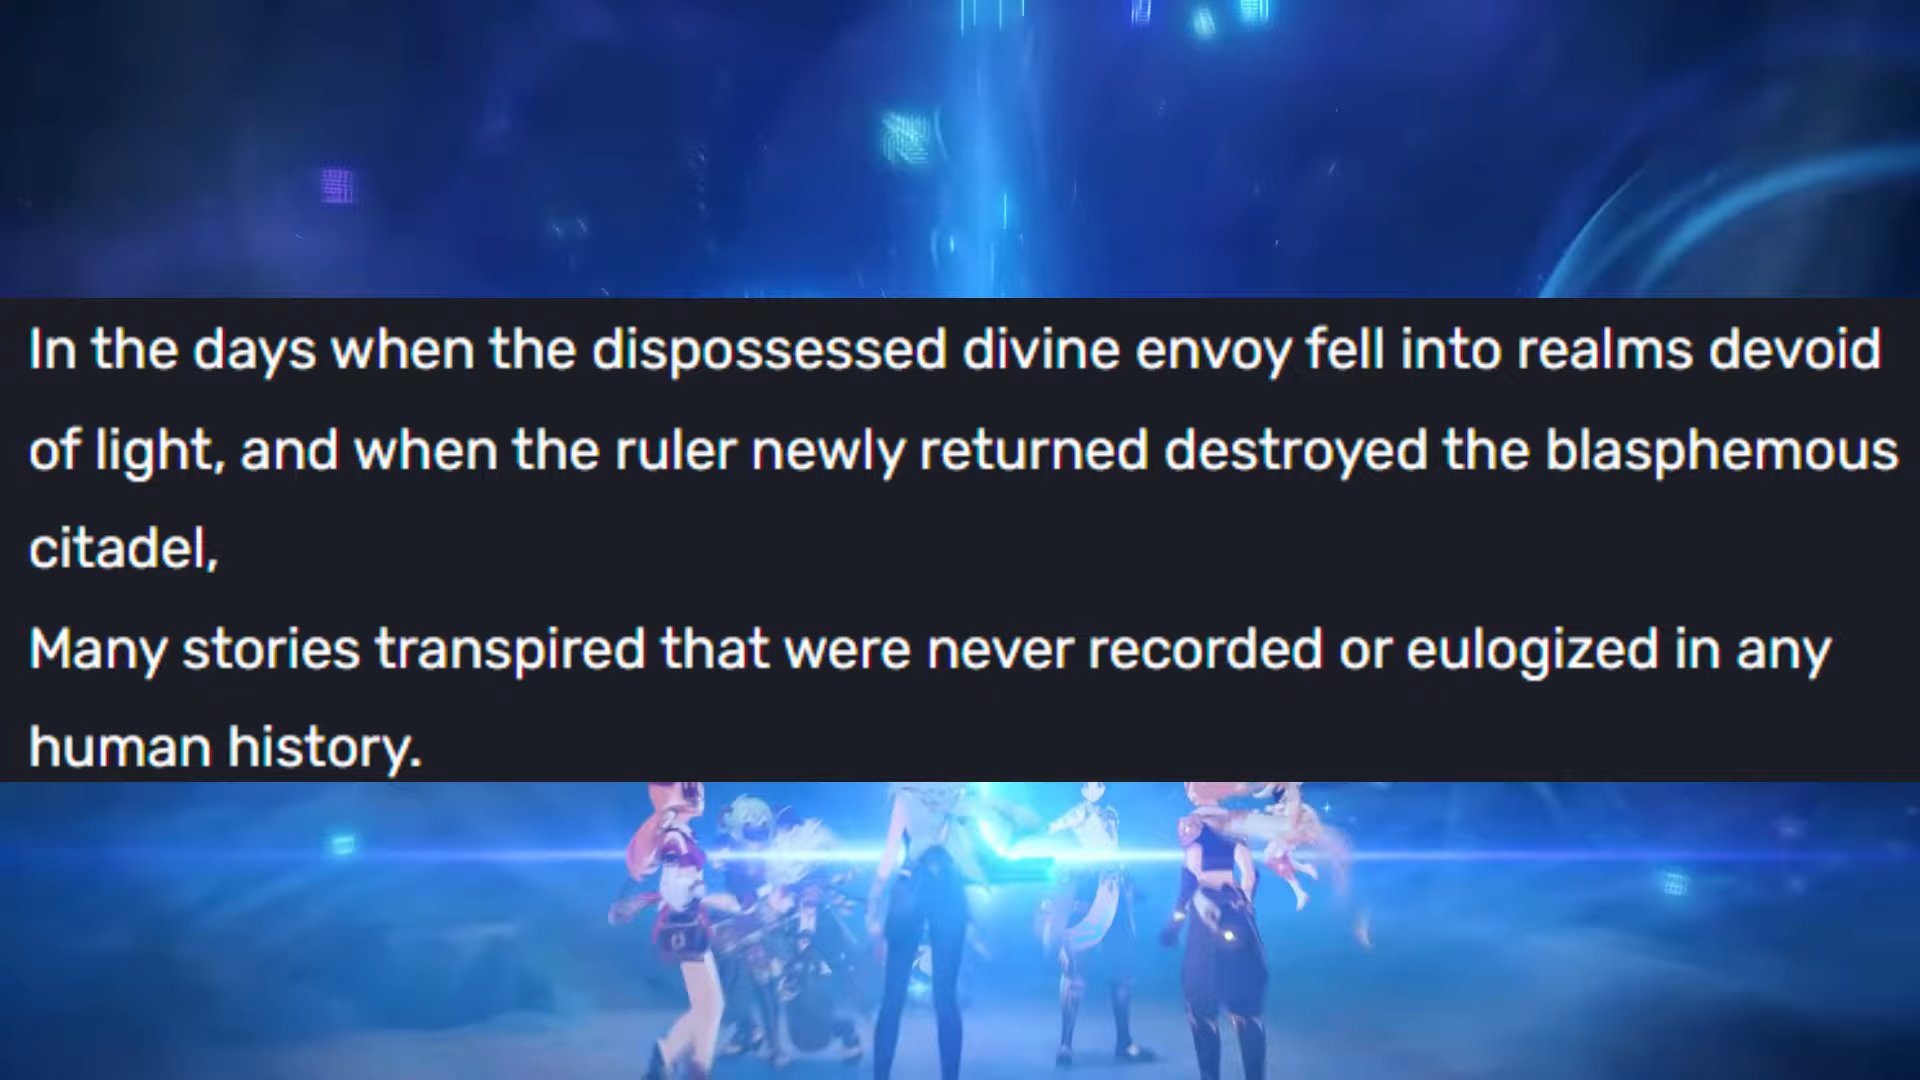 In the days when the dispossessed divine envoy fell into realms devoid
of light, and when the ruler newly returned destroyed the blasphemous
citadel,
Many stories transpired that were never recorded or eulogized in any
human history.